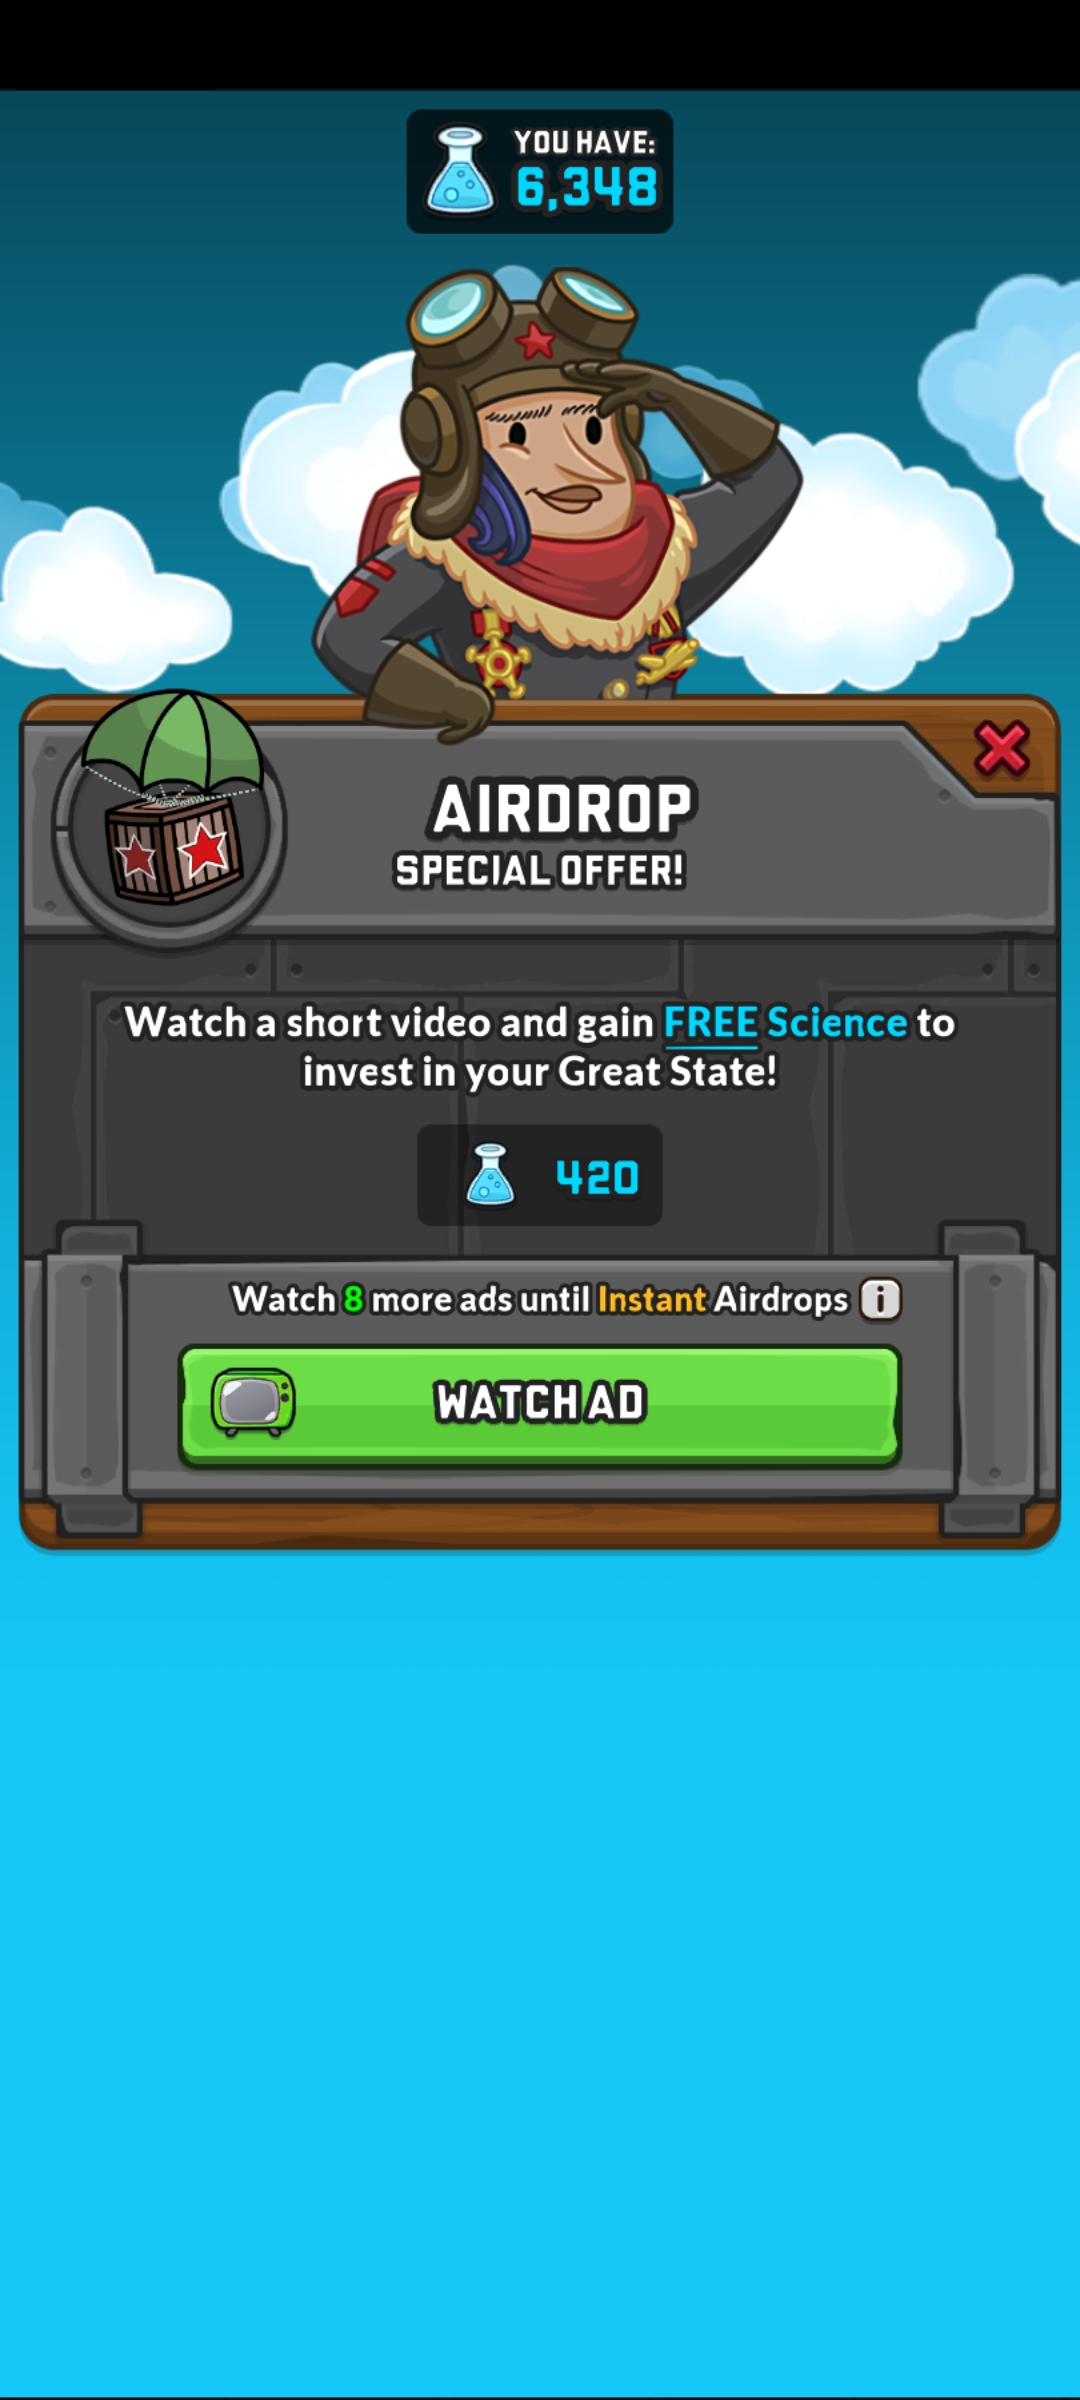 YOU HAVE:
6,348
AIRDROP
SPECIAL OFFER!
Watch a short video and gain FREE Science to
invest in your Great State!
420
Watch 8 more ads until Instant Airdrops i
WATCH AD